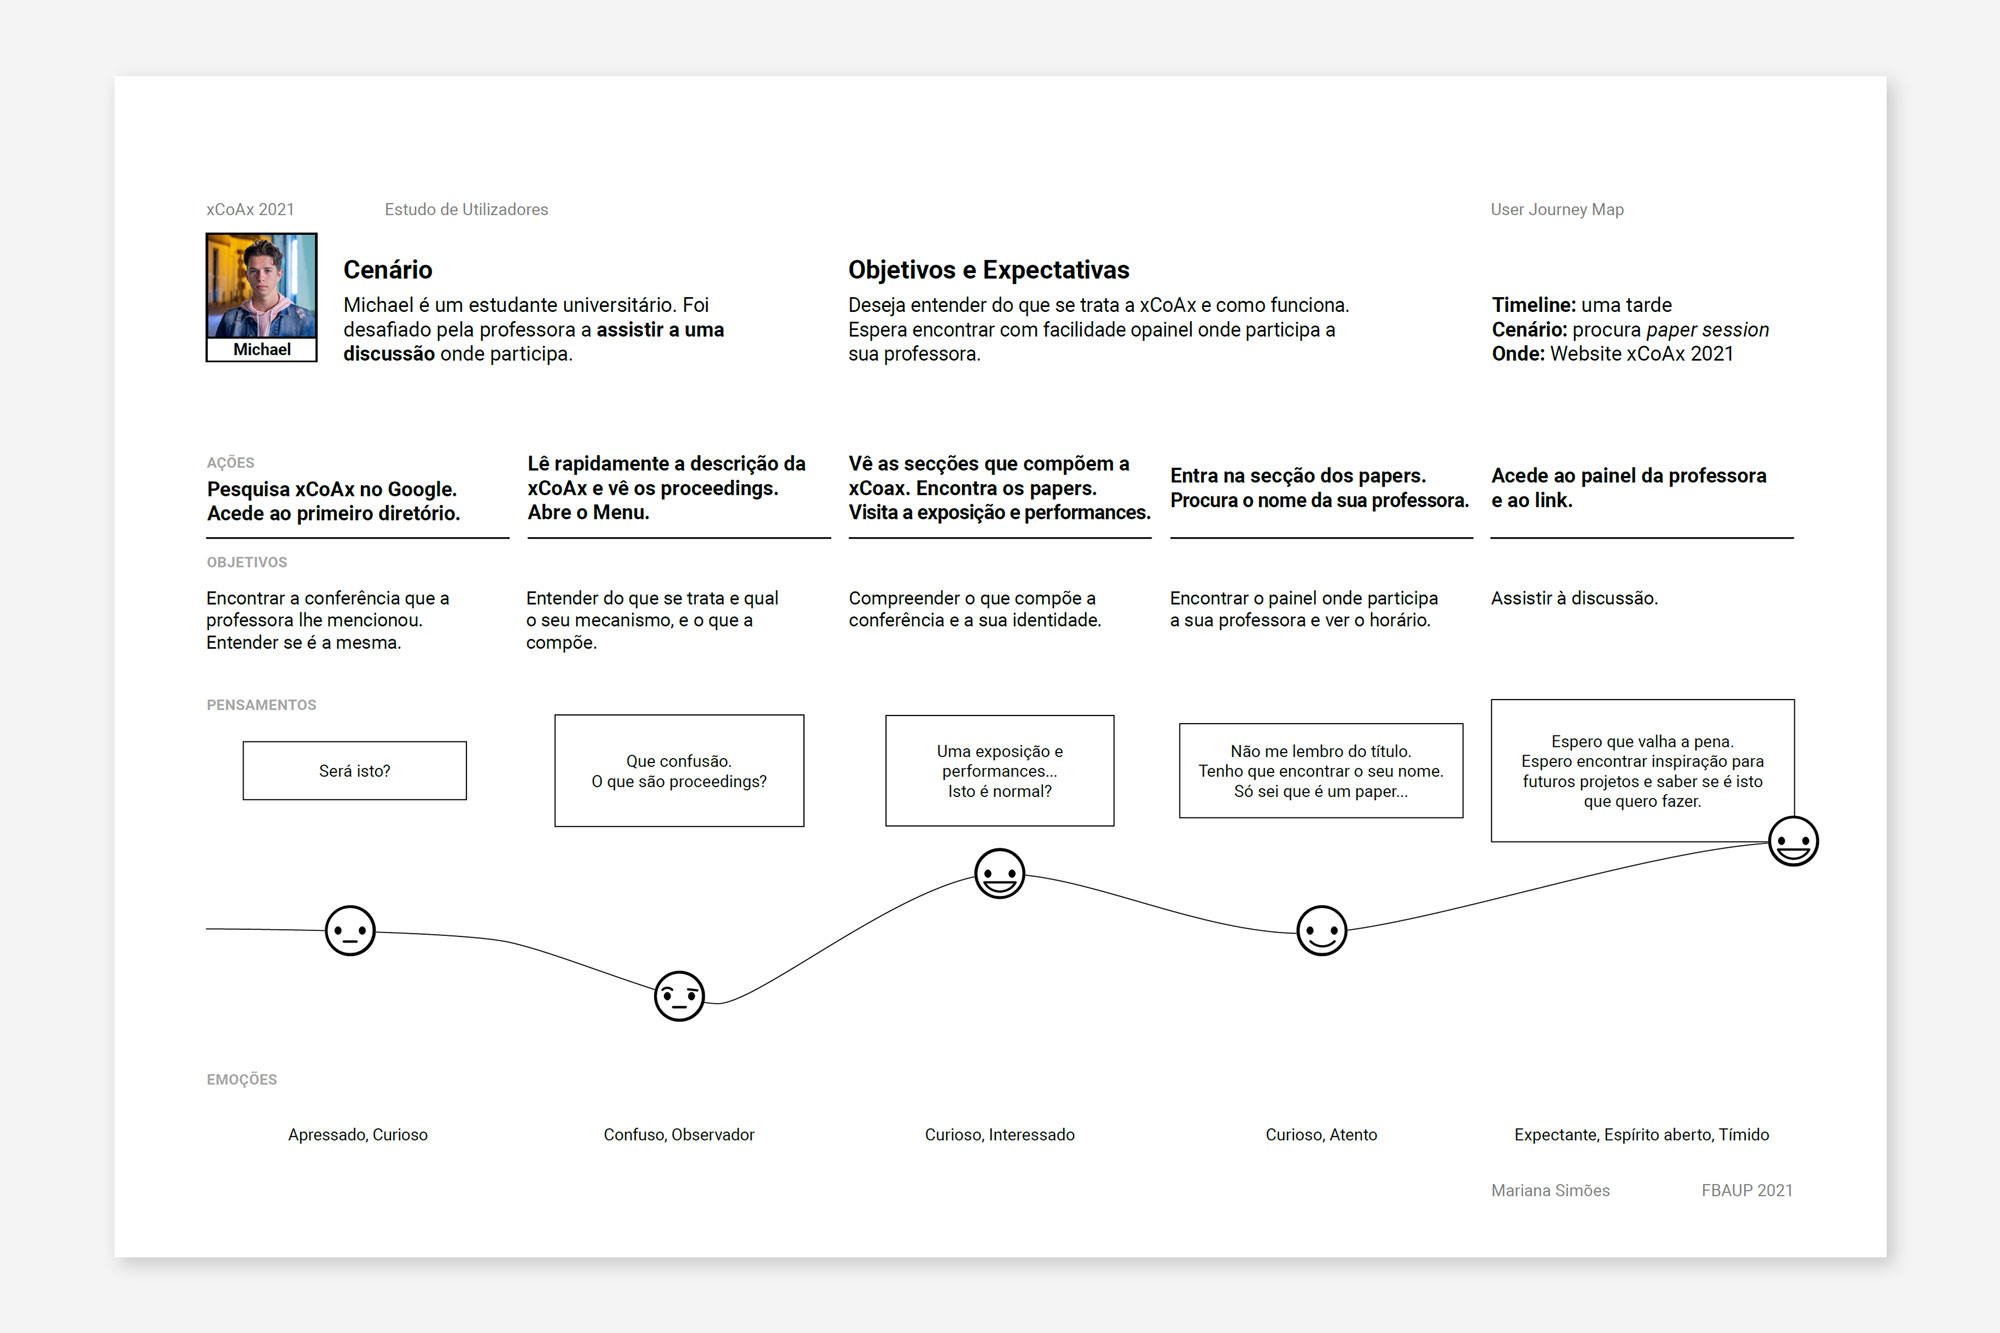 xCoAx 2021
Estudo de Utilizadores
User Journey Map
Michael
Cenário
Michael é um estudante universitário. Foi
desafiado pela professora a assistir a uma
discussão onde participa.
Objetivos e Expectativas
Deseja entender do que se trata a xCoAx e como funciona.
Espera encontrar com facilidade opainel onde participa a
sua professora.
Timeline: uma tarde
Cenário: procura paper session
Onde: Website xCoAx 2021
AÇÕES
Pesquisa xCoAx no Google.
Acede ao primeiro diretório.
Lê rapidamente a descrição da
xCoAx e vê os proceedings.
Abre o Menu.
Vê as secções que compõem a
xCoax. Encontra os papers.
Visita a exposição e performances.
Entra na secção dos papers.
Procura o nome da sua professora.
Acede ao painel da professora
e ao link.
OBJETIVOS
Encontrar a conferência que a
professora lhe mencionou.
Entender se é a mesma.
Entender do que se trata e qual
o seu mecanismo, e o que a
compõe.
Compreender o que compõe a
conferência e a sua identidade.
Encontrar o painel onde participa
a sua professora e ver o horário.
Assistir à discussão.
PENSAMENTOS
Será isto?
Que confusão.
O que são proceedings?
Uma exposição e
performances...
Isto é normal?
Não me lembro do título.
Tenho que encontrar o seu nome.
Só sei que é um paper...
Espero que valha a pena.
Espero encontrar inspiração para
futuros projetos e saber se é isto
que quero fazer.
EMOÇÕES
Apressado, Curioso
Confuso, Observador
Curioso, Interessado
Curioso, Atento
Expectante, Espírito aberto, Tímido
Mariana Simões
FBAUP 2021